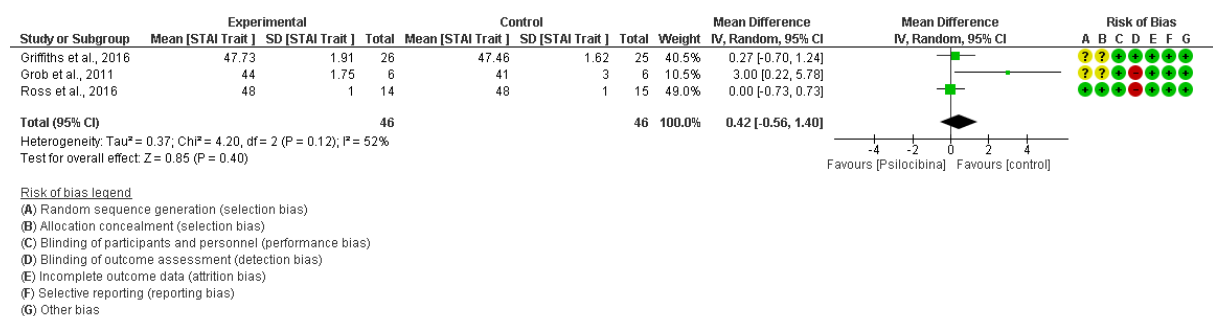 Experimental Control Mean Difference Mean Difference Risk of Bias
Study or Subgroup Mean [STAI Trait ] SD [STAI Trait ] Total Mean [STAI Trait ] SD [STAI Trait ] Total Weight IV, Random, 95% CI IV, Random, 95% CI A B C D E F G
Griffiths et al., 2016 47.73 1.91 26 47.46 1.62 25 40.5% 0.27 [-0.70, 1.24] ? ? + + + + +
Grob et al., 2011 44 1.75 6 41 3 6 10.5% 3.00 [0.22, 5.78] ? ? + - + + +
Ross et al., 2016 48 1 14 48 1 15 49.0% 0.00 [-0.73, 0.73] + + + - + + +
Total (95% CI) 46 46 100.0% 0.42 [-0.56, 1.40]
Heterogeneity: Tau² = 0.37; Chi² = 4.20, df = 2 (P = 0.12); I² = 52%
Test for overall effect: Z = 0.85 (P = 0.40)
-4 -2 0 2 4
Favours [Psilocibina] Favours [control]
Risk of bias legend
(A) Random sequence generation (selection bias)
(B) Allocation concealment (selection bias)
(C) Blinding of participants and personnel (performance bias)
(D) Blinding of outcome assessment (detection bias)
(E) Incomplete outcome data (attrition bias)
(F) Selective reporting (reporting bias)
(G) Other bias